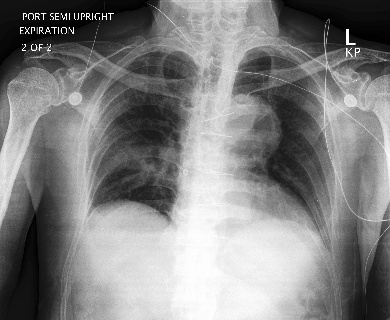 PORT SEMI UPRIGHT
EXPIRATION
2 OF 2
L
KP